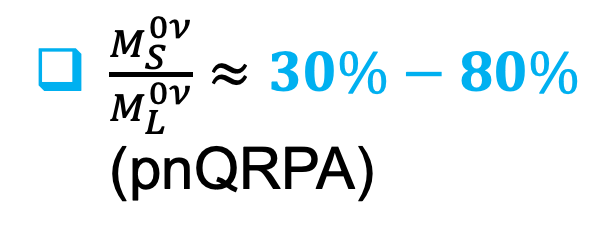 ❑ M_S^{0ν}/M_L^{0ν} ≈ 30% − 80%
(pnQRPA)